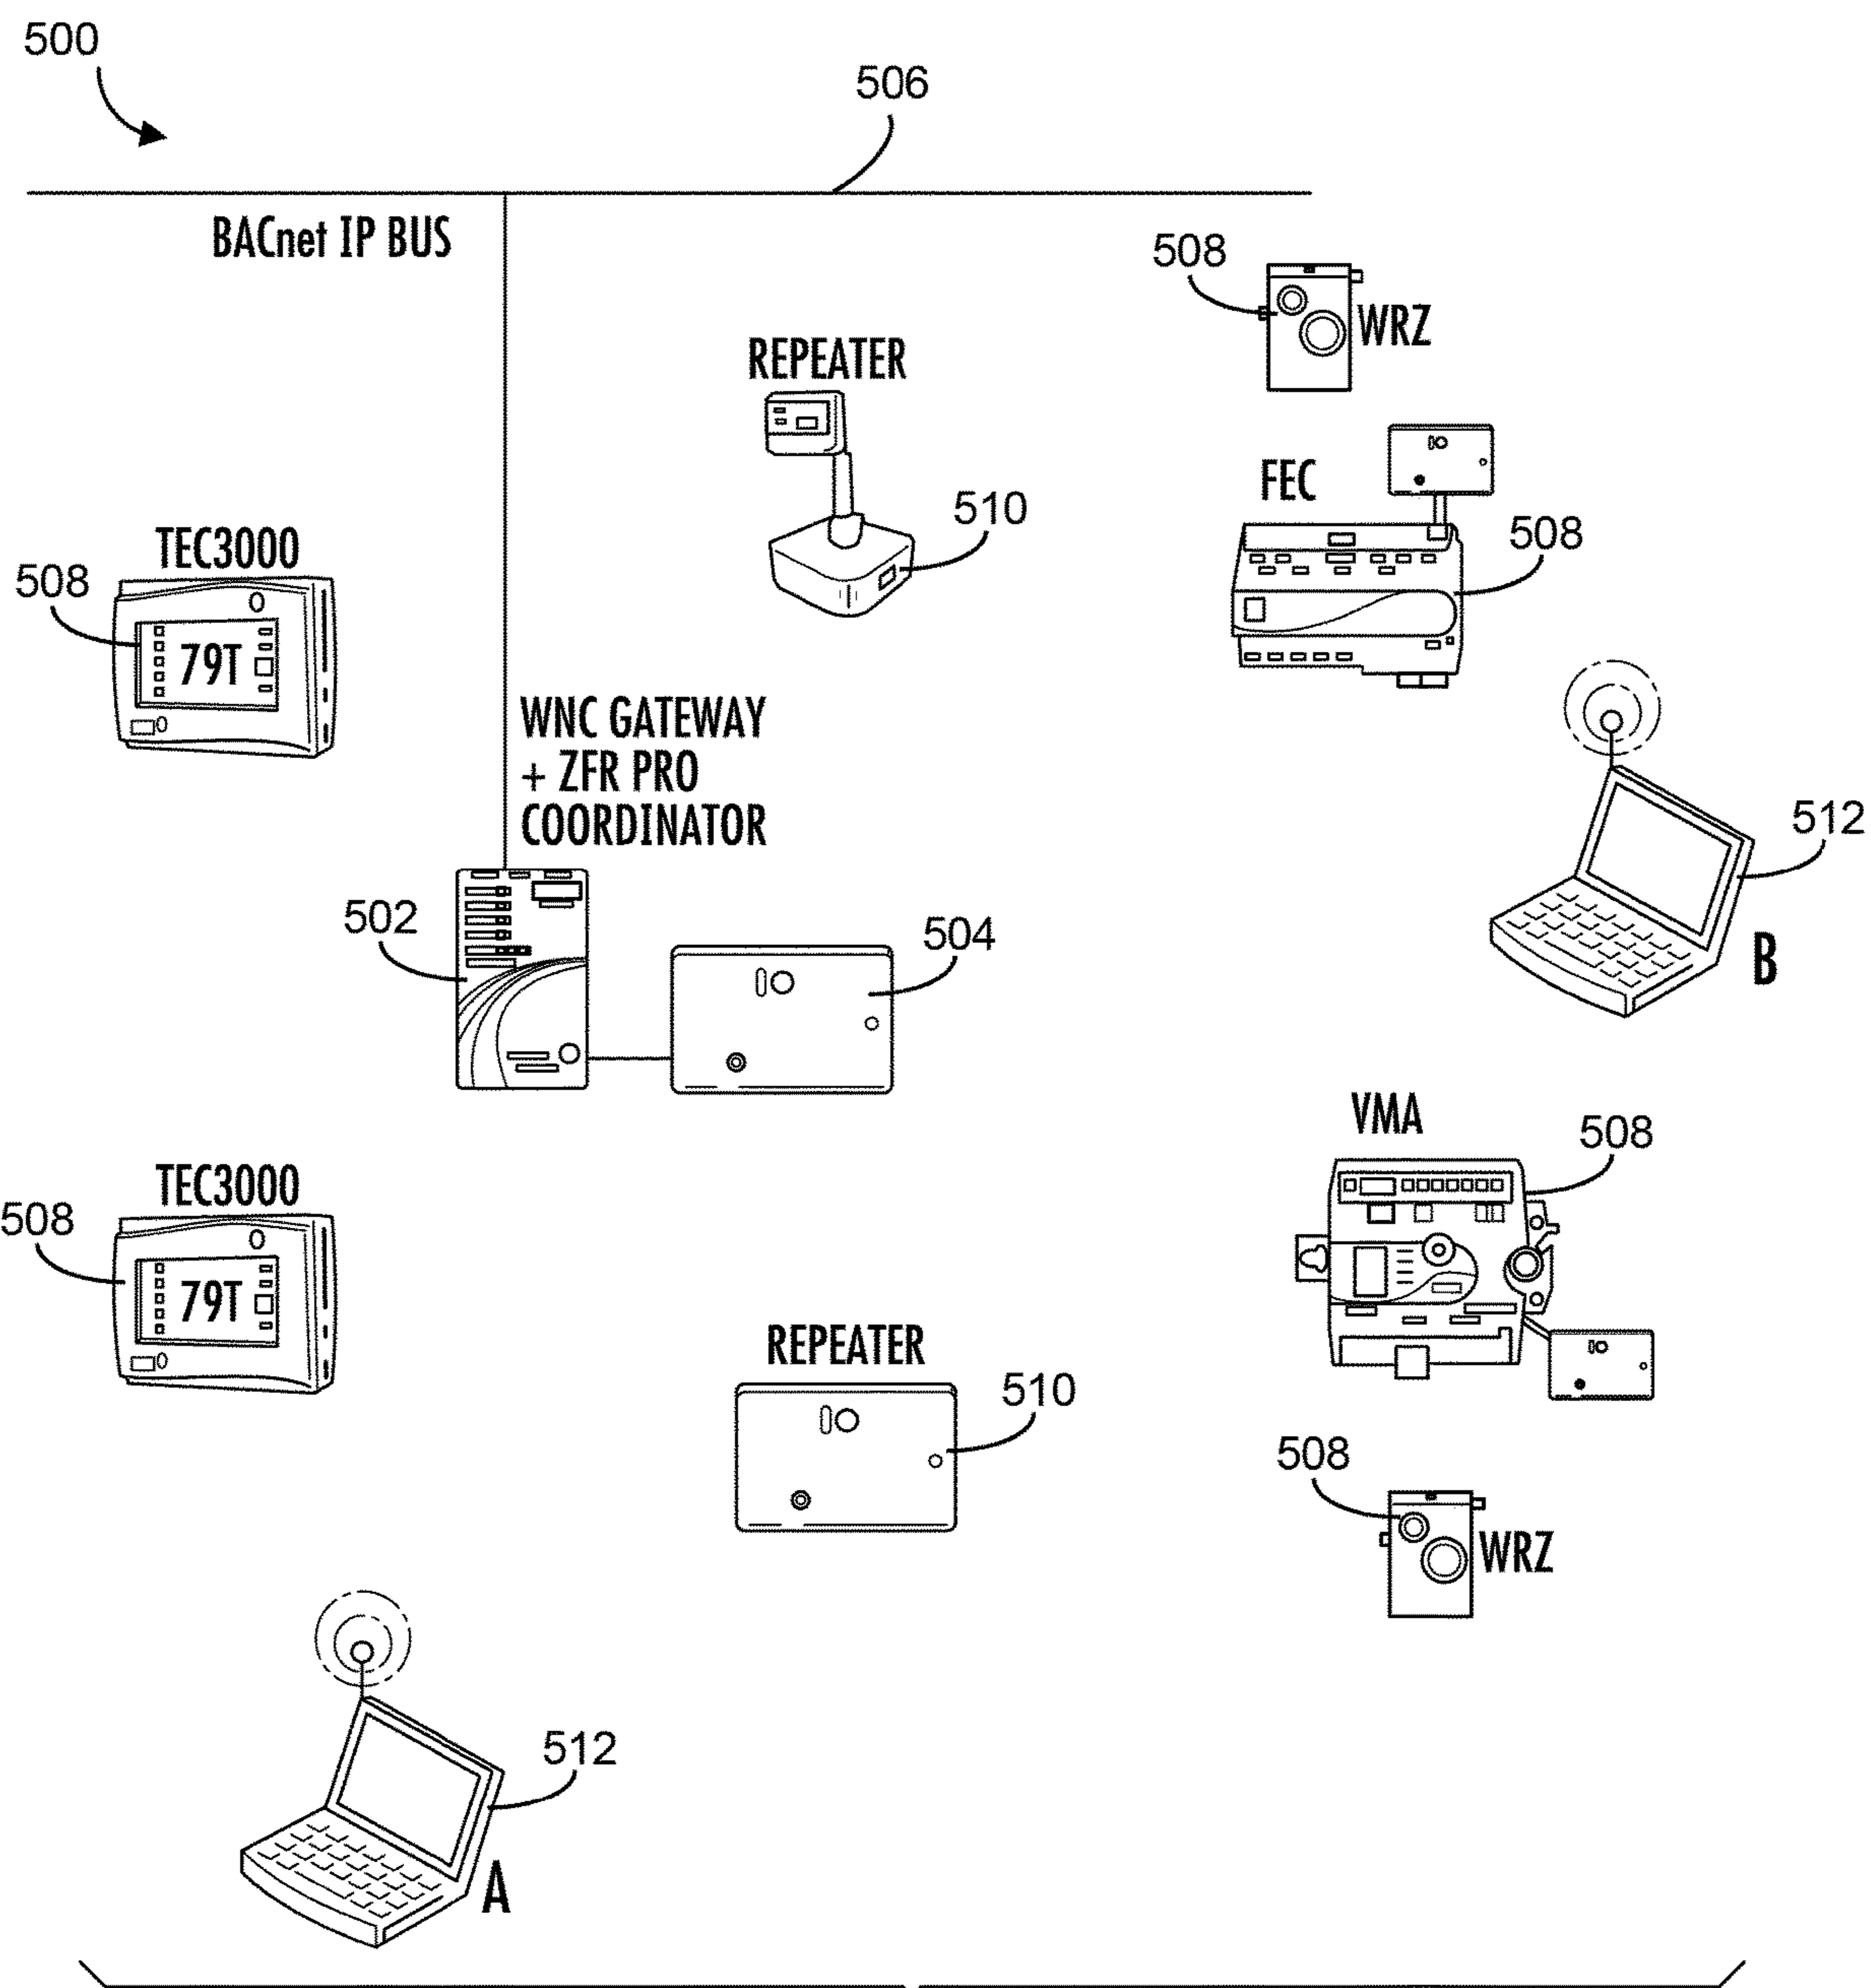 500
506
BACnet IP BUS
508
WRZ
REPEATER
510
FEC
508
TEC3000
508
79T
WNC GATEWAY
+ ZFR PRO
COORDINATOR
512
B
502
504
VMA
508
TEC3000
508
79T
REPEATER
510
508
WRZ
512
A